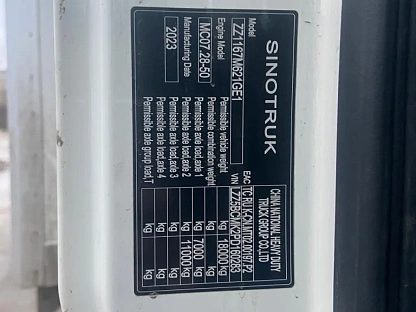 SINOTRUK
CHINA NATIONAL HEAVY DUTY
TRUCK GROUP CO.LTD
Model ZZ1167M621GE1
Engine Model MC07.28-50
Manufacturing Date 2023
EAC
VIN
Permissible vehicle weight 18000 kg
Permissible combination weight kg
Permissible axle load,axle 1 7000 kg
Permissible axle load,axle 2 11000 kg
Permissible axle load,axle 3 kg
Permissible axle load,axle 4 kg
Permissible axle group load,T kg